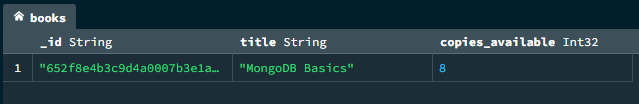 books
_id String title String copies_available Int32
1 "652f8e4b3c9d4a0007b3e1a… "MongoDB Basics" 8